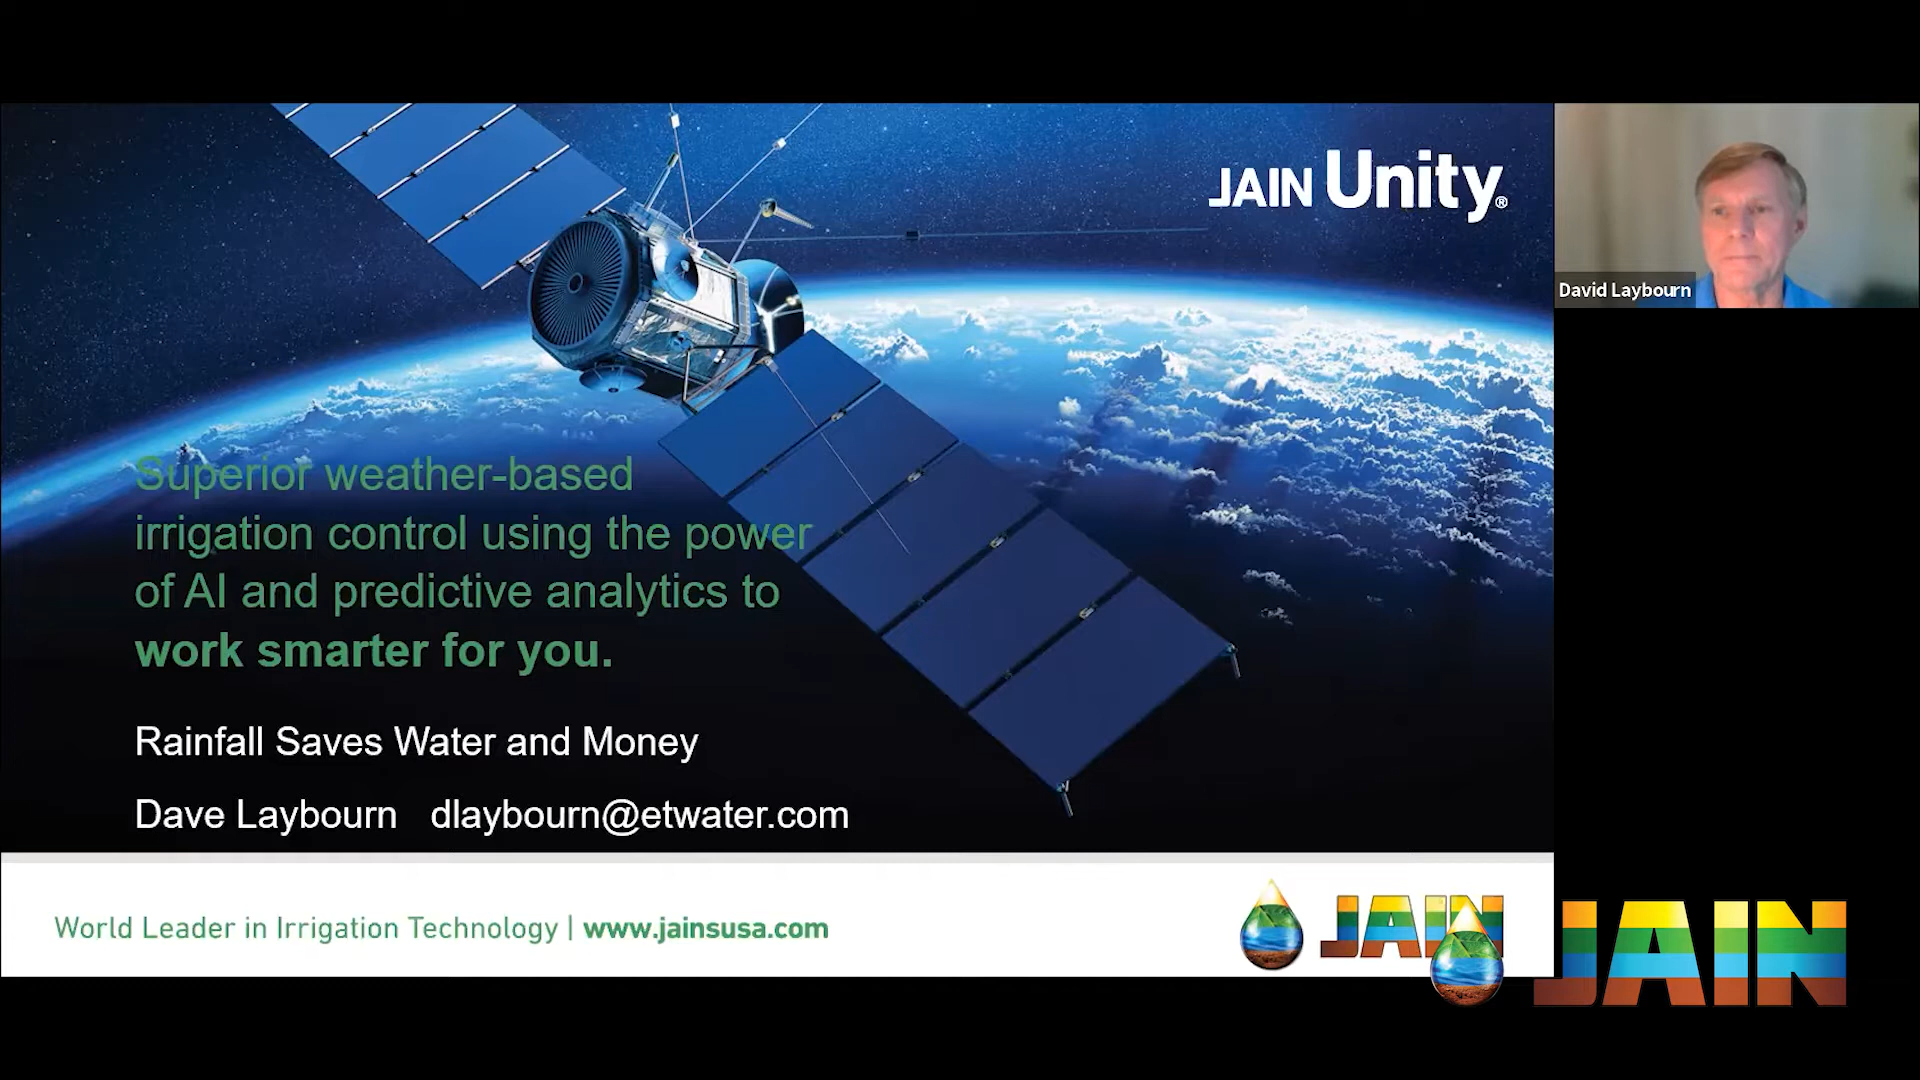 JAIN Unity®
David Laybourn
Superior weather-based
irrigation control using the power
of AI and predictive analytics to
work smarter for you.
Rainfall Saves Water and Money
Dave Laybourn dlaybourn@etwater.com
World Leader in Irrigation Technology | www.jainsusa.com
JAIN
JAIN